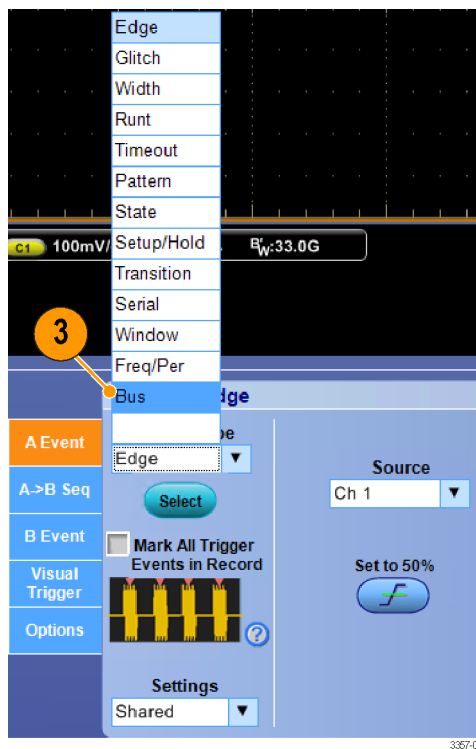 Edge
Glitch
Width
Runt
Timeout
Pattern
State
C1 100mV/
Setup/Hold
BW:33.0G
Transition
Serial
Window
3
Freq/Per
Bus
dge
A Event
pe
Edge
Source
A->B Seq
Ch 1
Select
B Event
Mark All Trigger
Events in Record
Set to 50%
Visual
Trigger
?
Options
Settings
Shared